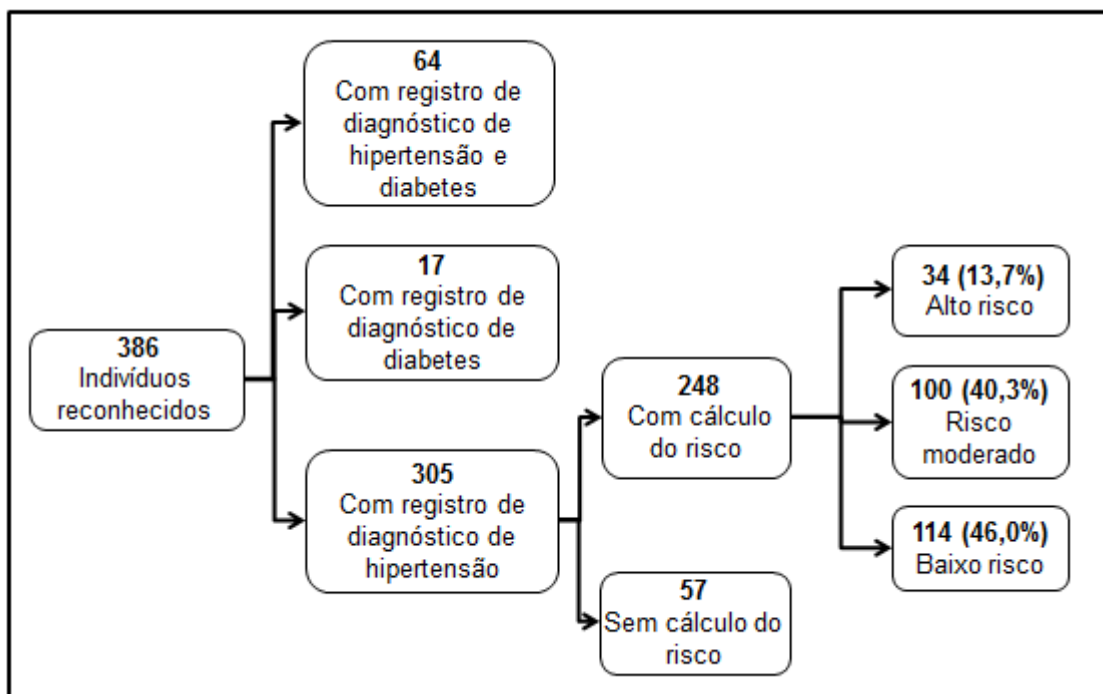 64
Com registro de
diagnóstico de
hipertensão e
diabetes
17
Com registro de
diagnóstico de
diabetes
386
Indivíduos
reconhecidos
305
Com registro de
diagnóstico de
hipertensão
248
Com cálculo
do risco
57
Sem cálculo do
risco
34 (13,7%)
Alto risco
100 (40,3%)
Risco
moderado
114 (46,0%)
Baixo risco